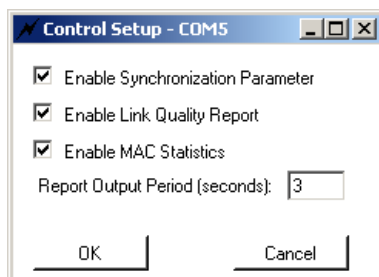 Control Setup - COM5
Enable Synchronization Parameter
Enable Link Quality Report
Enable MAC Statistics
Report Output Period (seconds): 3
OK Cancel